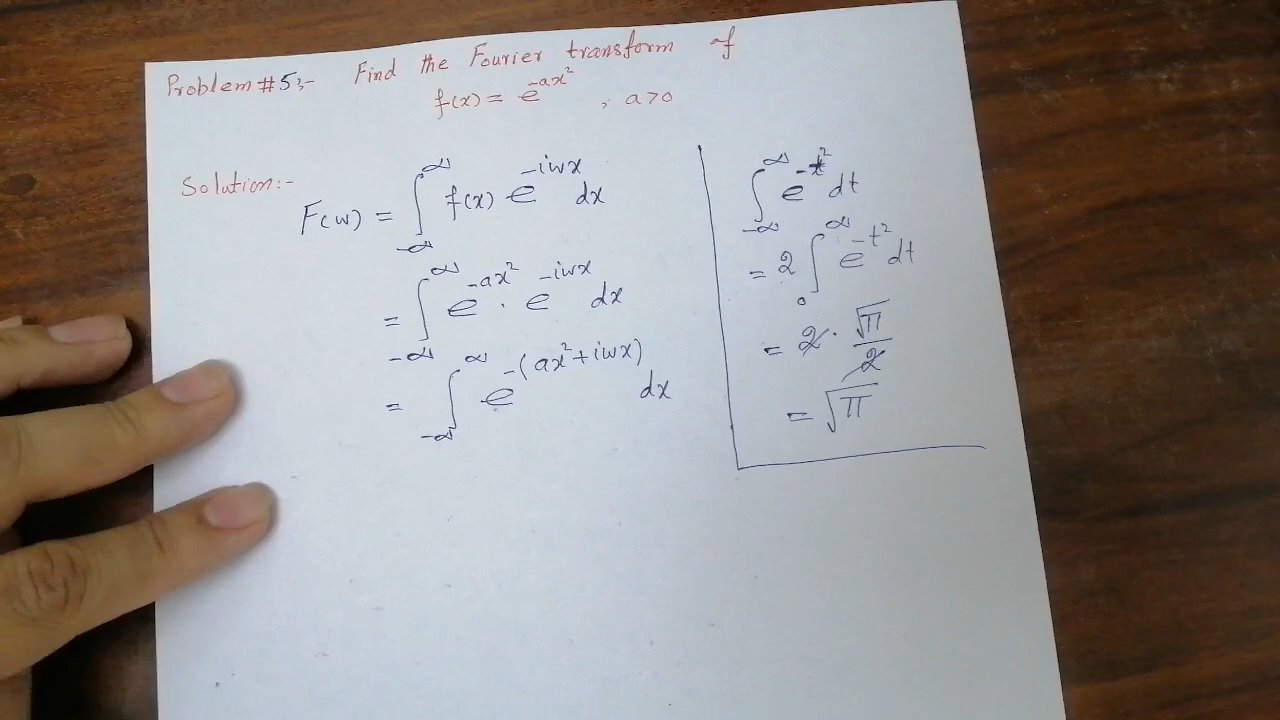 Problem #5:- Find the Fourier transform of
f(x) = e^{-ax²} , a>0
Solution:-
F(w) = ∫_{-∞}^{∞} f(x) e^{-iwx} dx
= ∫_{-∞}^{∞} e^{-ax²} . e^{-iwx} dx
= ∫_{-∞}^{∞} e^{-(ax²+iwx)} dx
∫_{-∞}^{∞} e^{-t²} dt
= 2 ∫_{0}^{∞} e^{-t²} dt
= 2 . √π/2
= √π